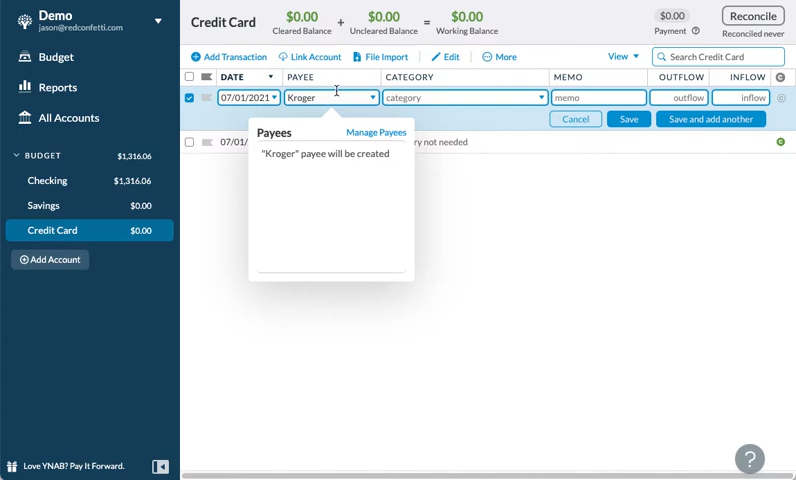 Demo
jason@redconfetti.com
Budget
Reports
All Accounts
BUDGET $1,316.06
Checking $1,316.06
Savings $0.00
Credit Card $0.00
Add Account
Love YNAB? Pay It Forward.
Credit Card
$0.00 + $0.00 = $0.00
Cleared Balance Uncleared Balance Working Balance
$0.00
Payment ?
Reconcile
Reconciled never
Add Transaction Link Account File Import Edit More View Search Credit Card
DATE PAYEE CATEGORY MEMO OUTFLOW INFLOW C
07/01/2021 Kroger category memo outflow inflow C
Cancel Save Save and add another
07/01/ ry not needed C
Payees Manage Payees
"Kroger" payee will be created
?